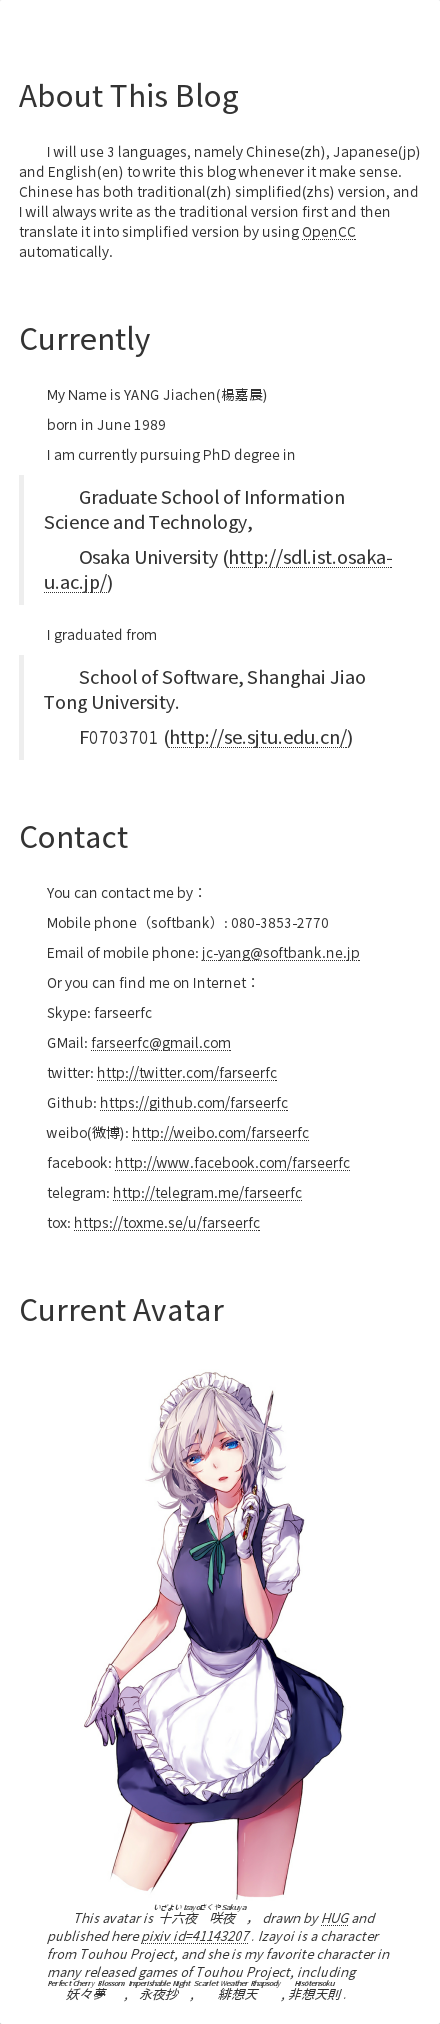 About This Blog
I will use 3 languages, namely Chinese(zh), Japanese(jp)
and English(en) to write this blog whenever it make sense.
Chinese has both traditional(zh) simplified(zhs) version, and
I will always write as the traditional version first and then
translate it into simplified version by using OpenCC
automatically.
Currently
My Name is YANG Jiachen(楊嘉晨)
born in June 1989
I am currently pursuing PhD degree in
Graduate School of Information
Science and Technology,
Osaka University (http://sdl.ist.osaka-
u.ac.jp/)
I graduated from
School of Software, Shanghai Jiao
Tong University.
F0703701 (http://se.sjtu.edu.cn/)
Contact
You can contact me by：
Mobile phone（softbank）: 080-3853-2770
Email of mobile phone: jc-yang@softbank.ne.jp
Or you can find me on Internet：
Skype: farseerfc
GMail: farseerfc@gmail.com
twitter: http://twitter.com/farseerfc
Github: https://github.com/farseerfc
weibo(微博): http://weibo.com/farseerfc
facebook: http://www.facebook.com/farseerfc
telegram: http://telegram.me/farseerfc
tox: https://toxme.se/u/farseerfc
Current Avatar
いざよい Izayoi さくや Sakuya
This avatar is 十六夜 咲夜 ， drawn by HUG and
published here pixiv id=41143207 . Izayoi is a character
from Touhou Project, and she is my favorite character in
many released games of Touhou Project, including
Perfect Cherry Blossom Imperishable Night Scarlet Weather Rhapsody Hisotensoku
妖々夢 , 永夜抄 , 緋想天 , 非想天則 .